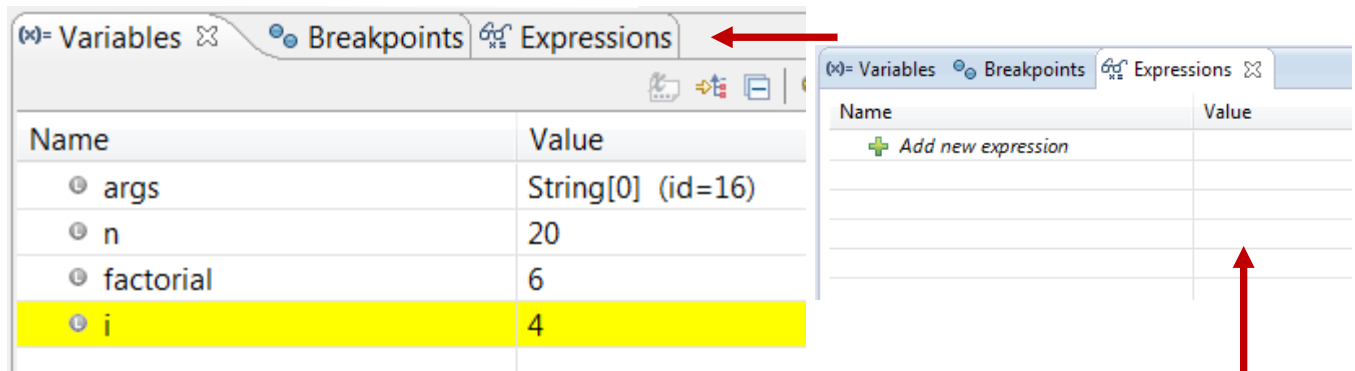 (x)= Variables Breakpoints Expressions
Name Value
args String[0] (id=16)
n 20
factorial 6
i 4
(x)= Variables Breakpoints Expressions
Name Value
Add new expression